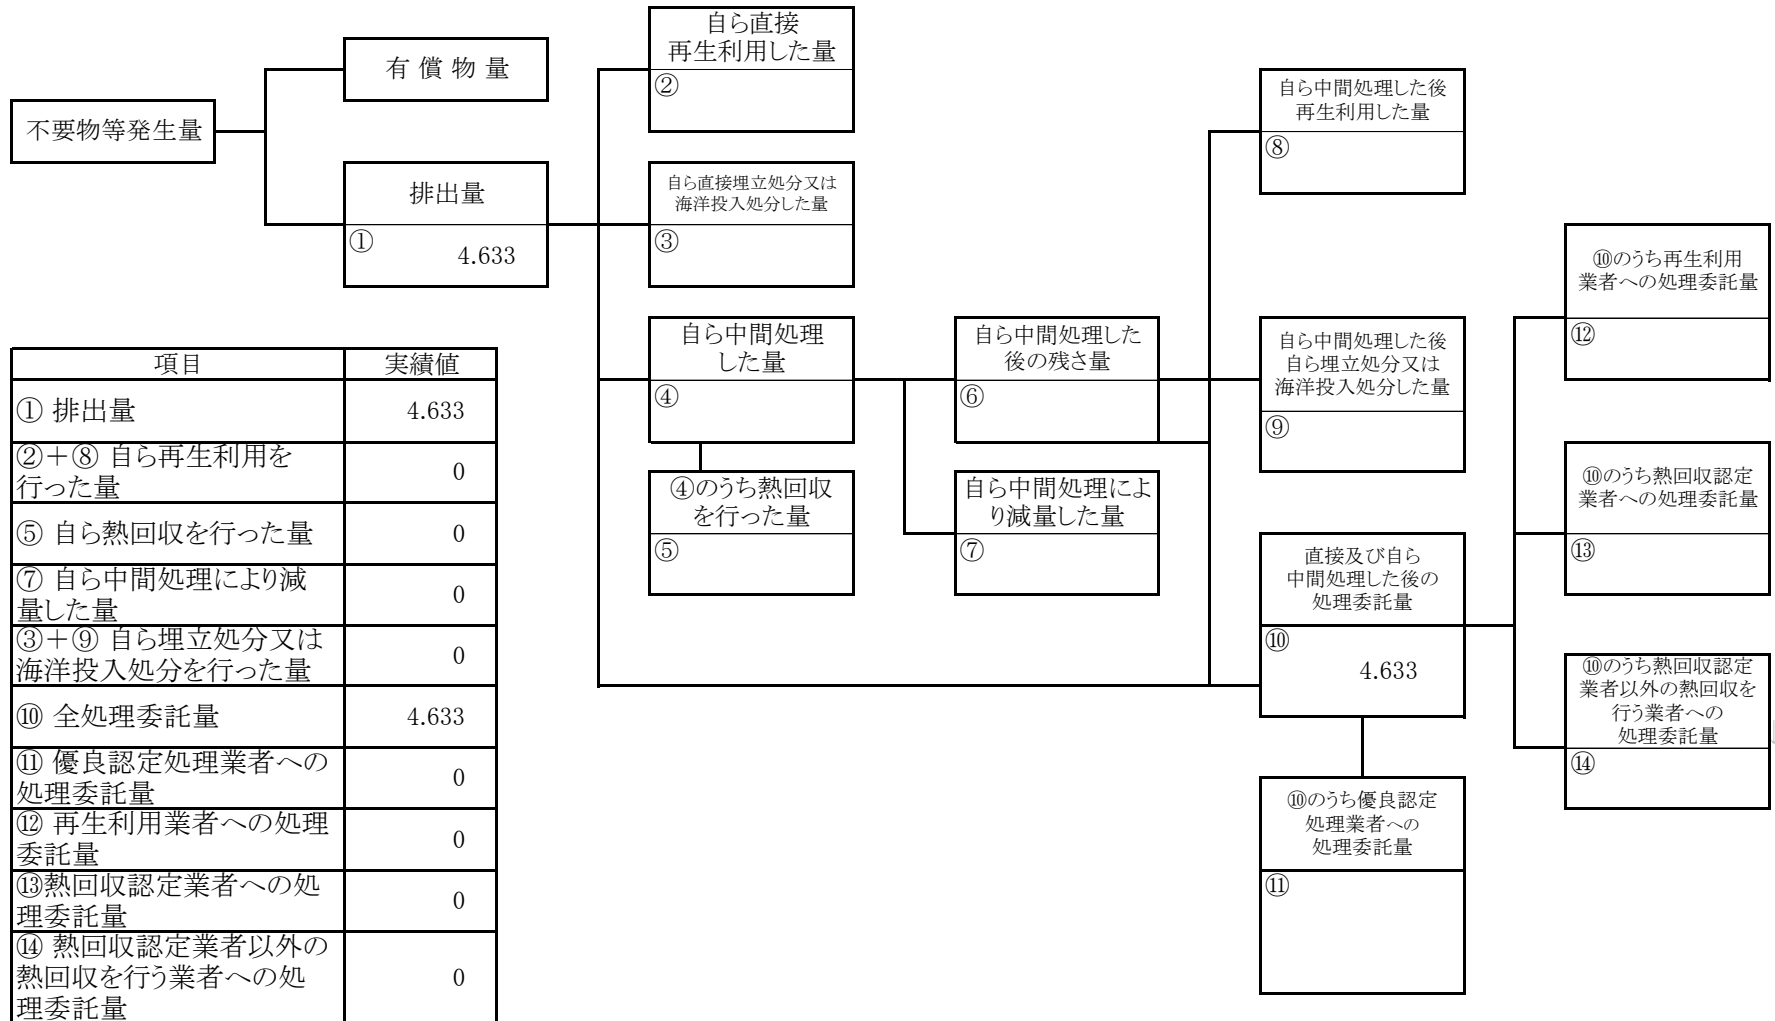 不要物等発生量
有 償 物 量
排出量
①
4.633
自ら直接
再生利用した量
②
自ら直接埋立処分又は
海洋投入処分した量
③
自ら中間処理
した量
④
④のうち熱回収
を行った量
⑤
自ら中間処理した
後の残さ量
⑥
自ら中間処理によ
り減量した量
⑦
自ら中間処理した後
再生利用した量
⑧
自ら中間処理した後
自ら埋立処分又は
海洋投入処分した量
⑨
直接及び自ら
中間処理した後の
処理委託量
⑩
4.633
⑩のうち優良認定
処理業者への
処理委託量
⑪
⑩のうち再生利用
業者への処理委託量
⑫
⑩のうち熱回収認定
業者への処理委託量
⑬
⑩のうち熱回収認定
業者以外の熱回収を
行う業者への
処理委託量
⑭
項目 実績値
① 排出量 4.633
②＋⑧ 自ら再生利用を
行った量 0
⑤ 自ら熱回収を行った量 0
⑦ 自ら中間処理により減
量した量 0
③＋⑨ 自ら埋立処分又は
海洋投入処分を行った量 0
⑩ 全処理委託量 4.633
⑪ 優良認定処理業者への
処理委託量 0
⑫ 再生利用業者への処理
委託量 0
⑬熱回収認定業者への処
理委託量 0
⑭ 熱回収認定業者以外の
熱回収を行う業者への処
理委託量 0